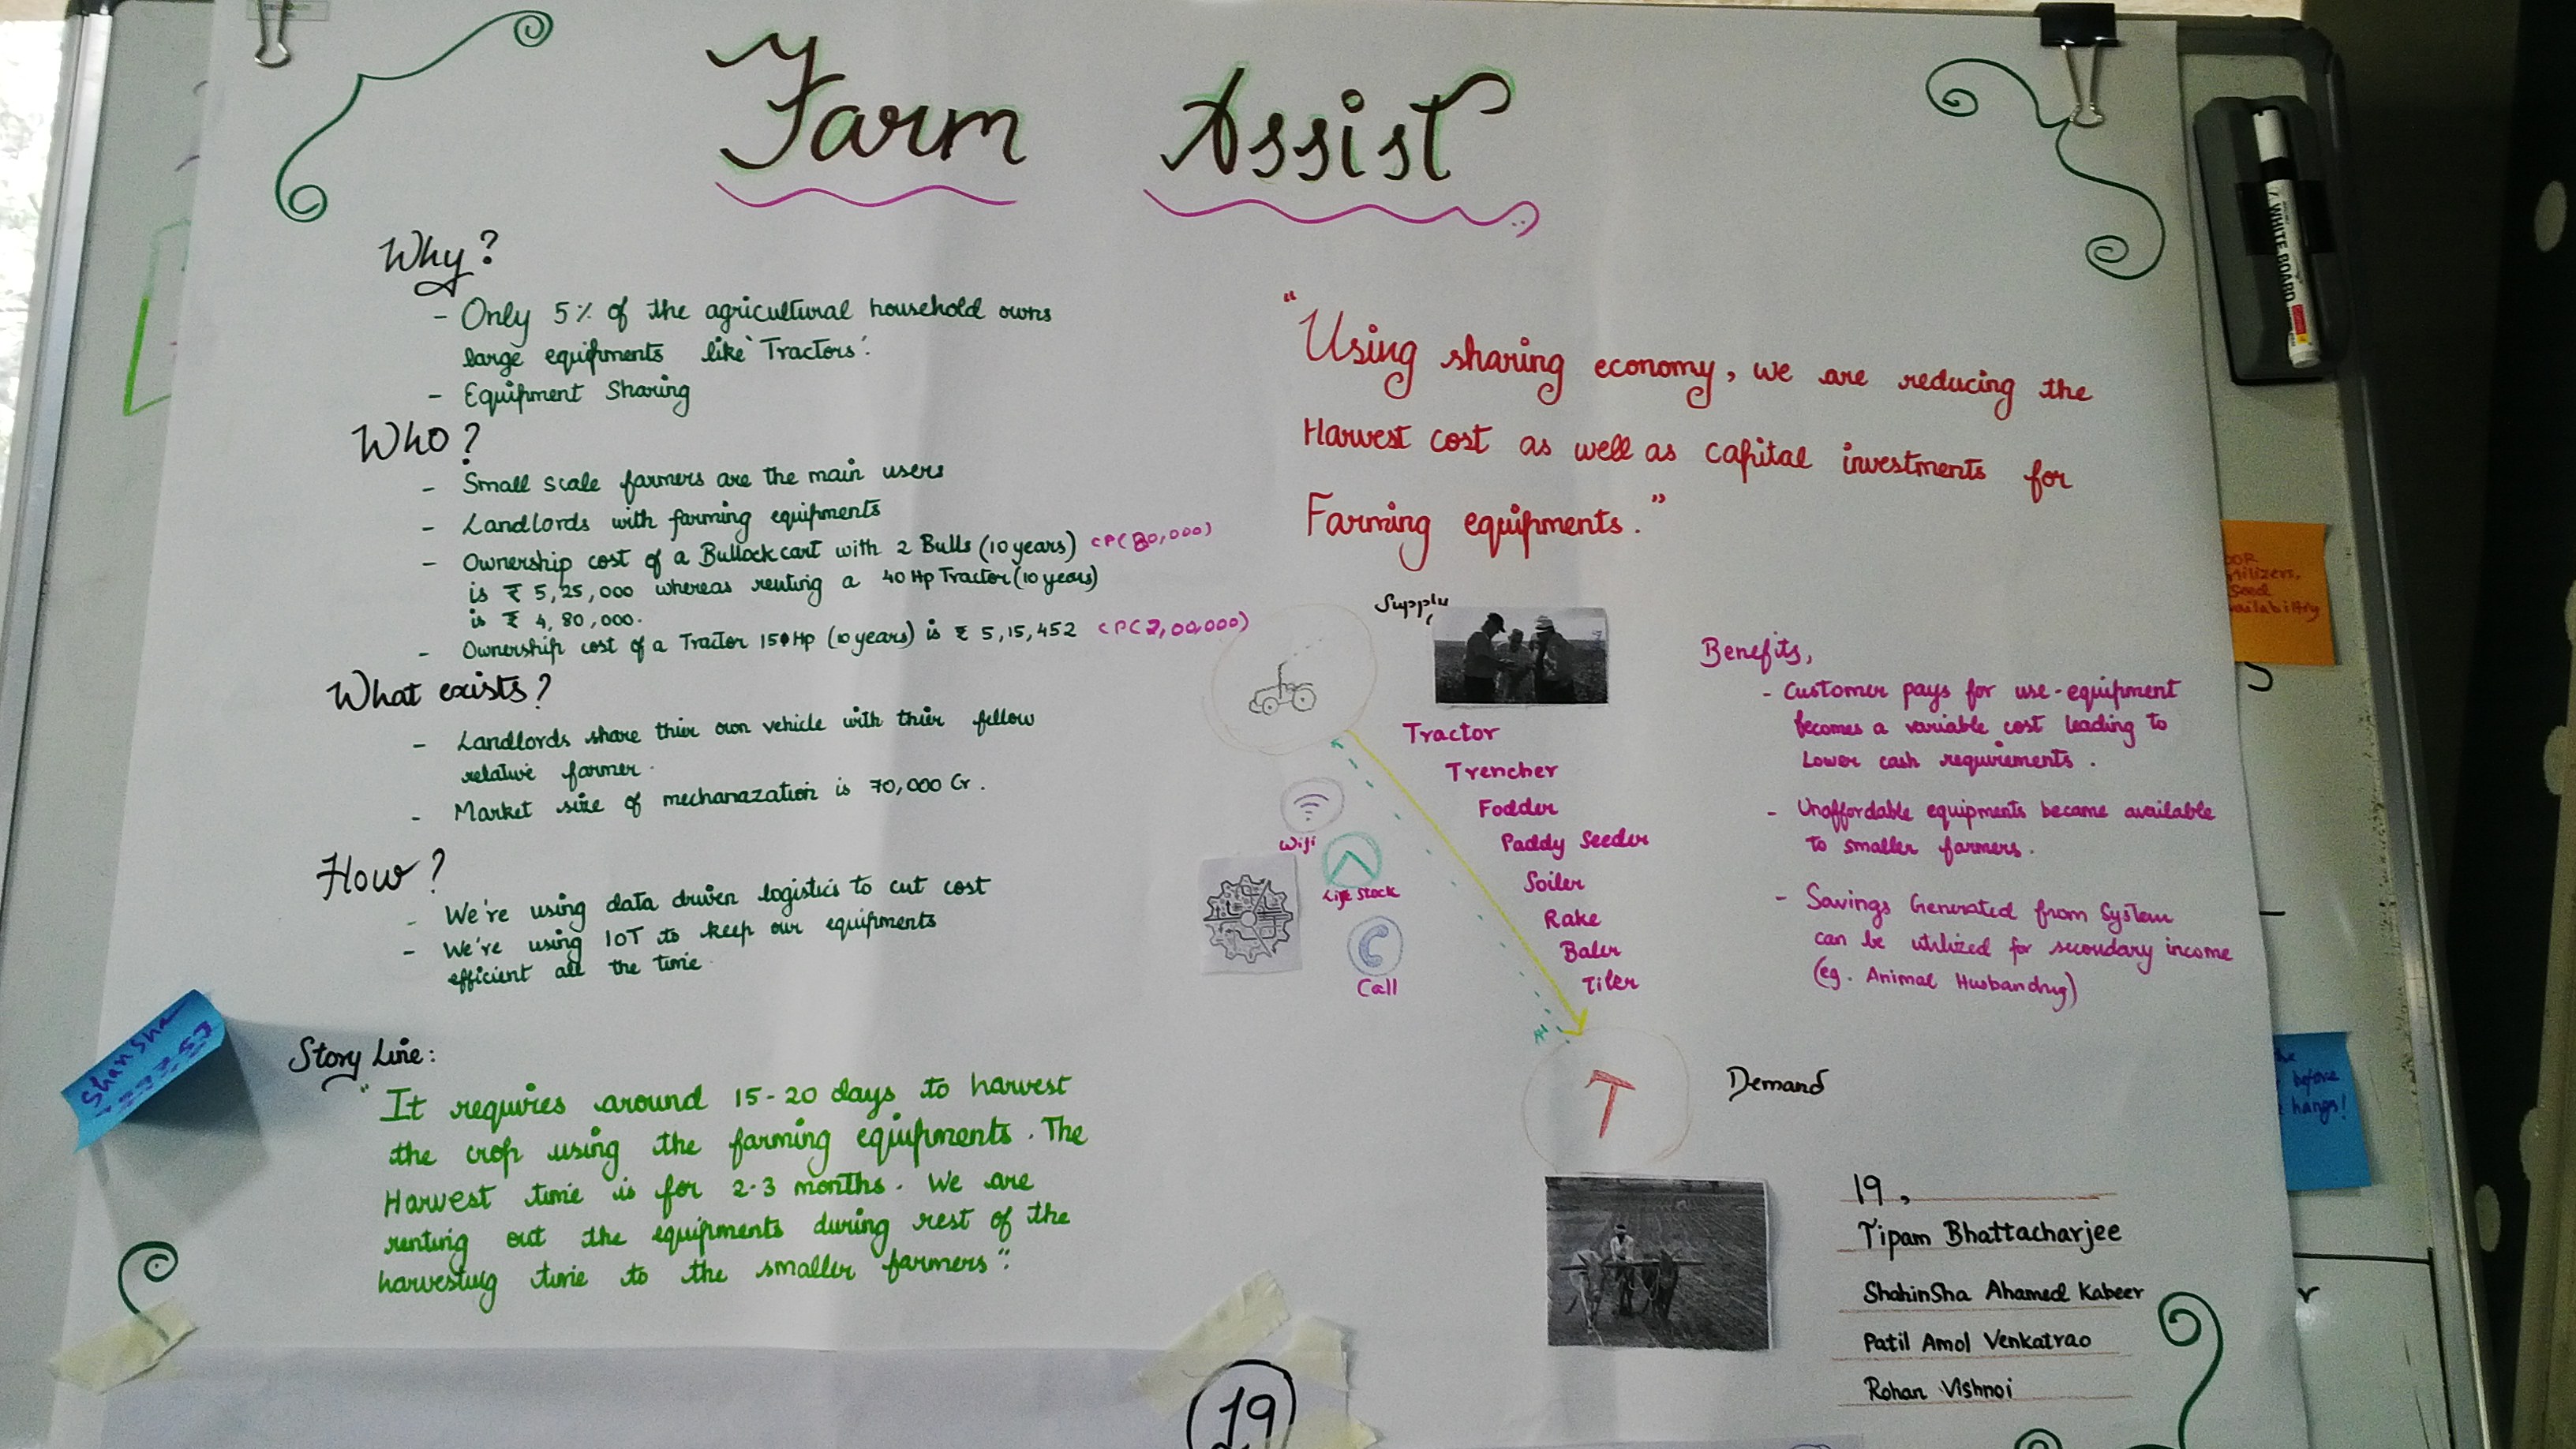 Farm Assist
Why?
- Only 5% of the agricultural household owns
large equipments like 'Tractors'.
- Equipment Sharing
Who?
- Small scale farmers are the main users
- Landlords with farming equipments
- Ownership cost of a Bullock cart with 2 Bulls (10 years) CP(80,000)
is ₹ 5,25,000 whereas renting a 40 Hp Tractor (10 years)
is ₹ 4,80,000.
- Ownership cost of a Tractor Hp (10 years) is ₹ 5,15,452 CP(2,00,000)
What exists?
- Landlords share thier own vehicle with thier fellow
relative farmer.
- Market size of mechanazation is 70,000 Cr.
How?
- We're using data driven logistics to cut cost
- We're using IOT to keep our equipments
efficient all the time
Story Line:
"It requires around 15-20 days to harvest
the crop using the farming equipments. The
Harvest time is for 2-3 months. We are
renting out the equipments during rest of the
harvesting time to the smaller farmers".
"Using sharing economy, we are reducing the
Harvest cost as well as capital investments for
Farming equipments."
Supply
Tractor
Trencher
Fodder
Paddy Seeder
Soiler
Rake
Baler
Tiler
Wifi
Life Stock
Call
Benefits,
- Customer pays for use-equipment
becomes a variable cost leading to
Lower cash requirements.
- Unaffordable equipments became available
to smaller farmers.
- Savings Generated from System
can be utilized for secondary income
(eg. Animal Husbandry)
Demand
19,
Tipam Bhattacharjee
ShahinSha Ahamed Kabeer
Patil Amol Venkatrao
Rohan Vishnoi
19
WHITE BOARD
Seed
before